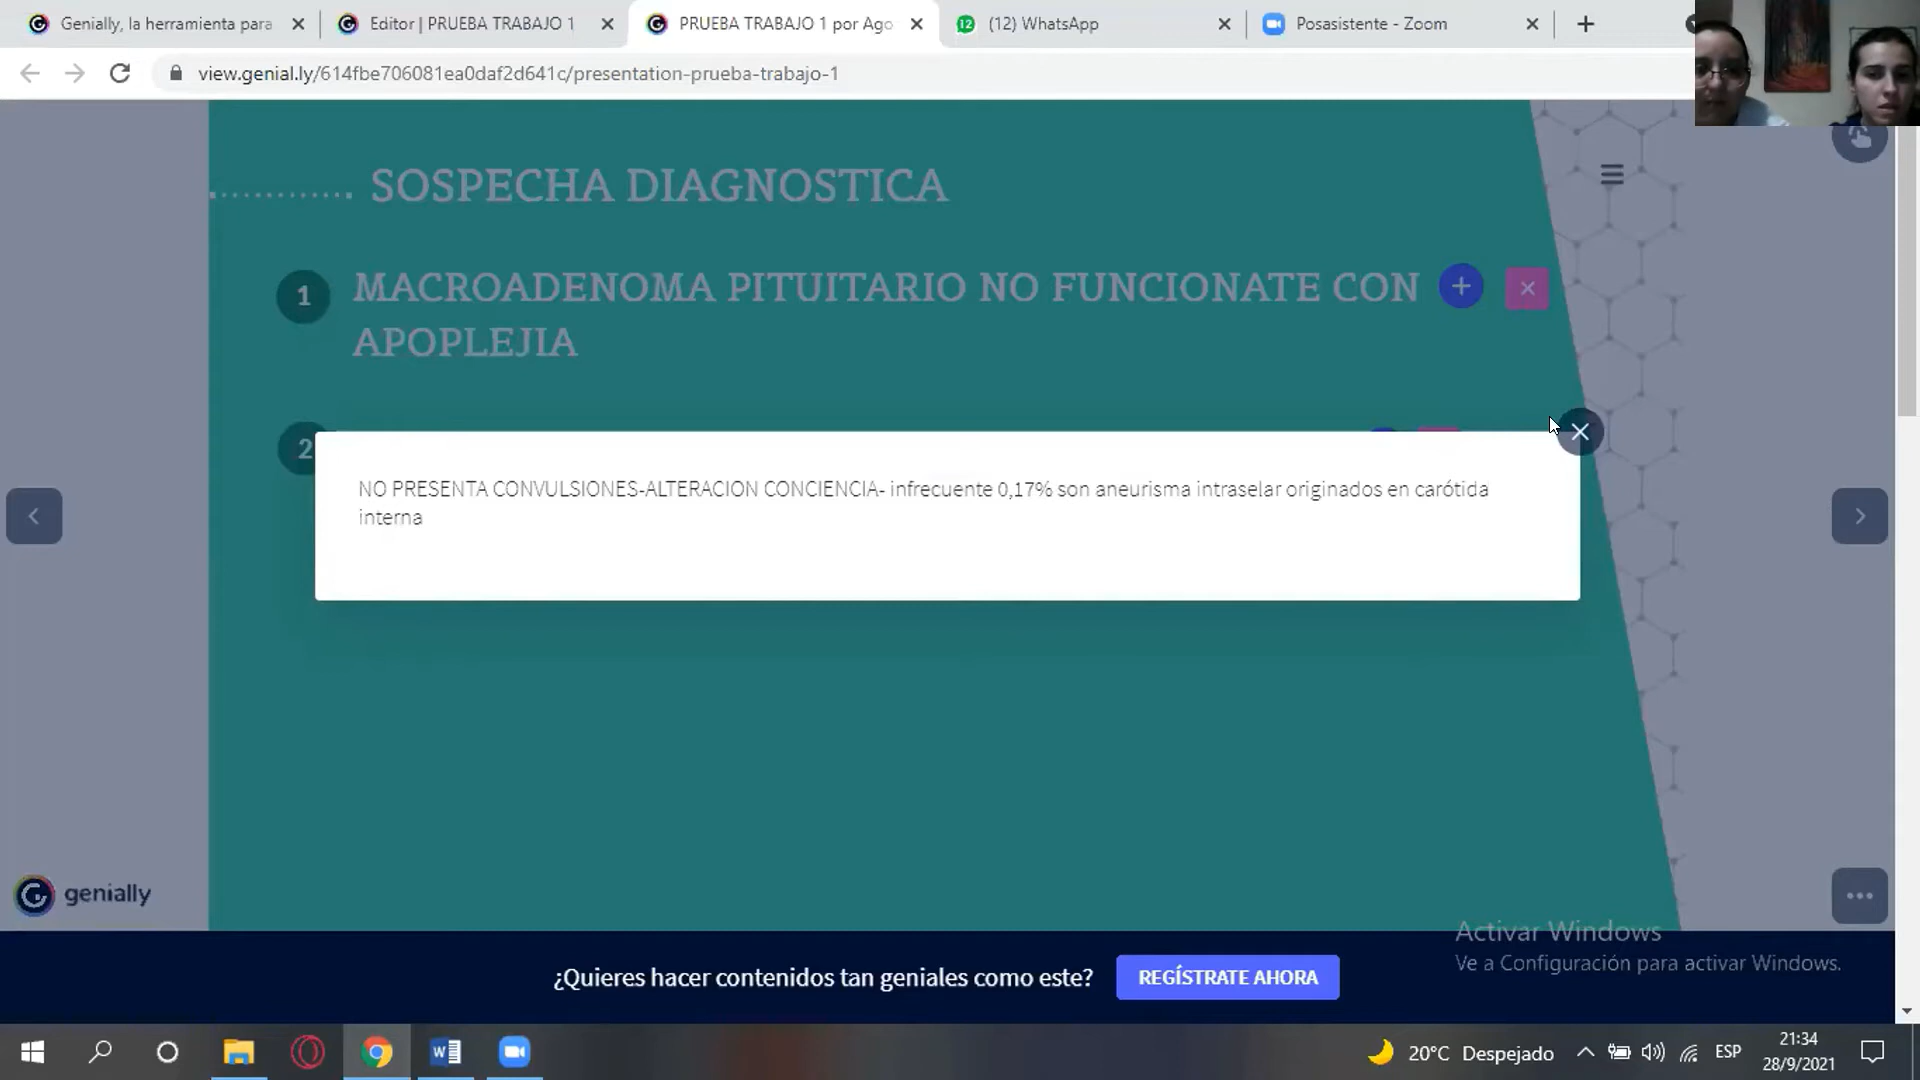 Genially, la herramienta para
Editor | PRUEBA TRABAJO 1
PRUEBA TRABAJO 1 por Ago
(12) WhatsApp
Posasistente - Zoom
view.genial.ly/614fbe706081ea0daf2d641c/presentation-prueba-trabajo-1
SOSPECHA DIAGNOSTICA
1
MACROADENOMA PITUITARIO NO FUNCIONATE CON
APOPLEJIA
2
NO PRESENTA CONVULSIONES-ALTERACION CONCIENCIA- infrecuente 0,17% son aneurisma intraselar originados en carótida
interna
genially
¿Quieres hacer contenidos tan geniales como este?
REGÍSTRATE AHORA
Activar Windows
Ve a Configuración para activar Windows.
20°C Despejado
ESP
21:34
28/9/2021